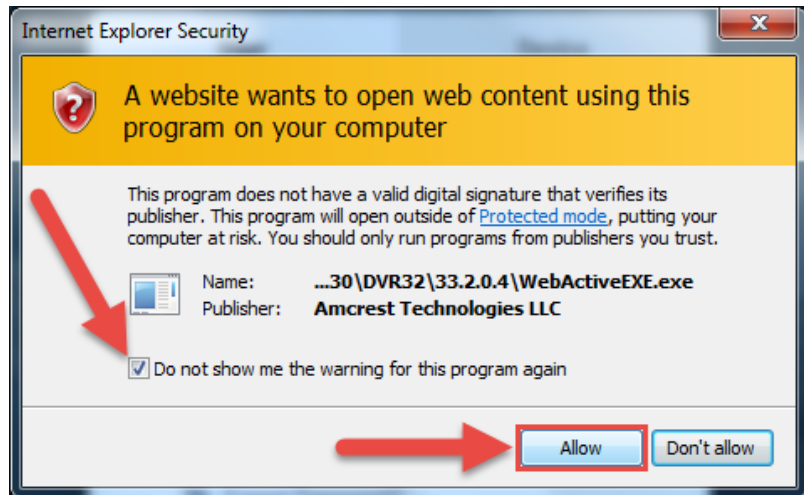 Internet Explorer Security
A website wants to open web content using this
program on your computer
This program does not have a valid digital signature that verifies its
publisher. This program will open outside of Protected mode, putting your
computer at risk. You should only run programs from publishers you trust.
Name: ...30\DVR32\33.2.0.4\WebActiveEXE.exe
Publisher: Amcrest Technologies LLC
Do not show me the warning for this program again
Allow Don't allow